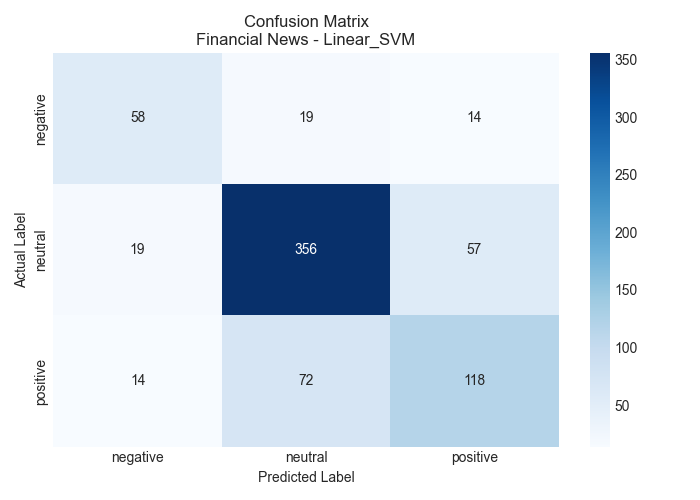 Confusion Matrix
Financial News - Linear_SVM
Actual Label
negative
58 19 14
neutral
19 356 57
positive
14 72 118
negative neutral positive
Predicted Label
350
300
250
200
150
100
50